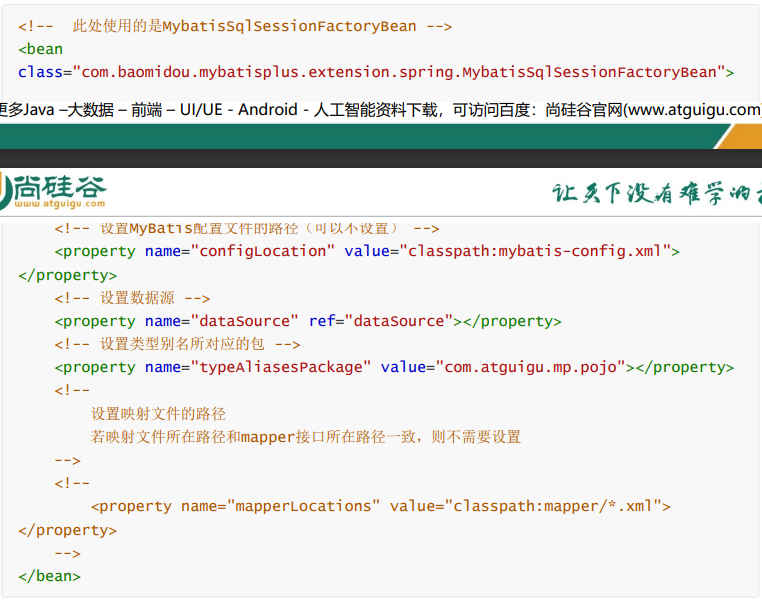 <!--  此处使用的是MybatisSqlSessionFactoryBean -->
<bean
class="com.baomidou.mybatisplus.extension.spring.MybatisSqlSessionFactoryBean">
更多Java –大数据 – 前端 – UI/UE - Android - 人工智能资料下载，可访问百度：尚硅谷官网(www.atguigu.com)
尚硅谷
www.atguigu.com
让天下没有难学的
<!-- 设置MyBatis配置文件的路径（可以不设置） -->
<property name="configLocation" value="classpath:mybatis-config.xml">
</property>
<!-- 设置数据源 -->
<property name="dataSource" ref="dataSource"></property>
<!-- 设置类型别名所对应的包 -->
<property name="typeAliasesPackage" value="com.atguigu.mp.pojo"></property>
<!--
设置映射文件的路径
若映射文件所在路径和mapper接口所在路径一致，则不需要设置
-->
<!--
<property name="mapperLocations" value="classpath:mapper/*.xml">
</property>
-->
</bean>